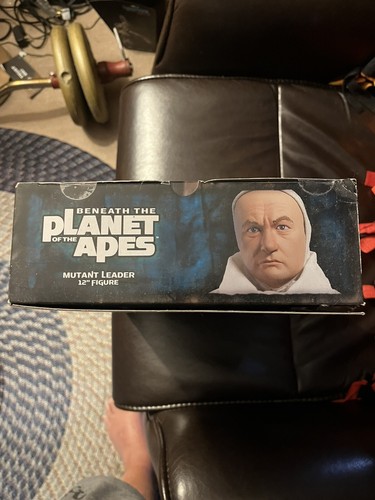 BENEATH THE
PLANET
OF THE
APES
MUTANT LEADER
12" FIGURE